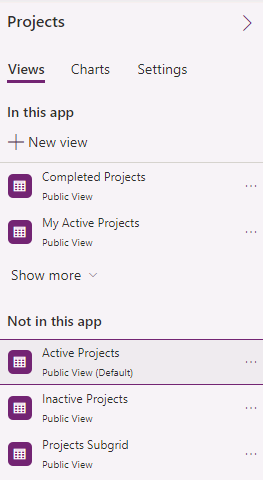 Projects
Views Charts Settings
In this app
New view
Completed Projects
Public View
My Active Projects
Public View
Show more
Not in this app
Active Projects
Public View (Default)
Inactive Projects
Public View
Projects Subgrid
Public View